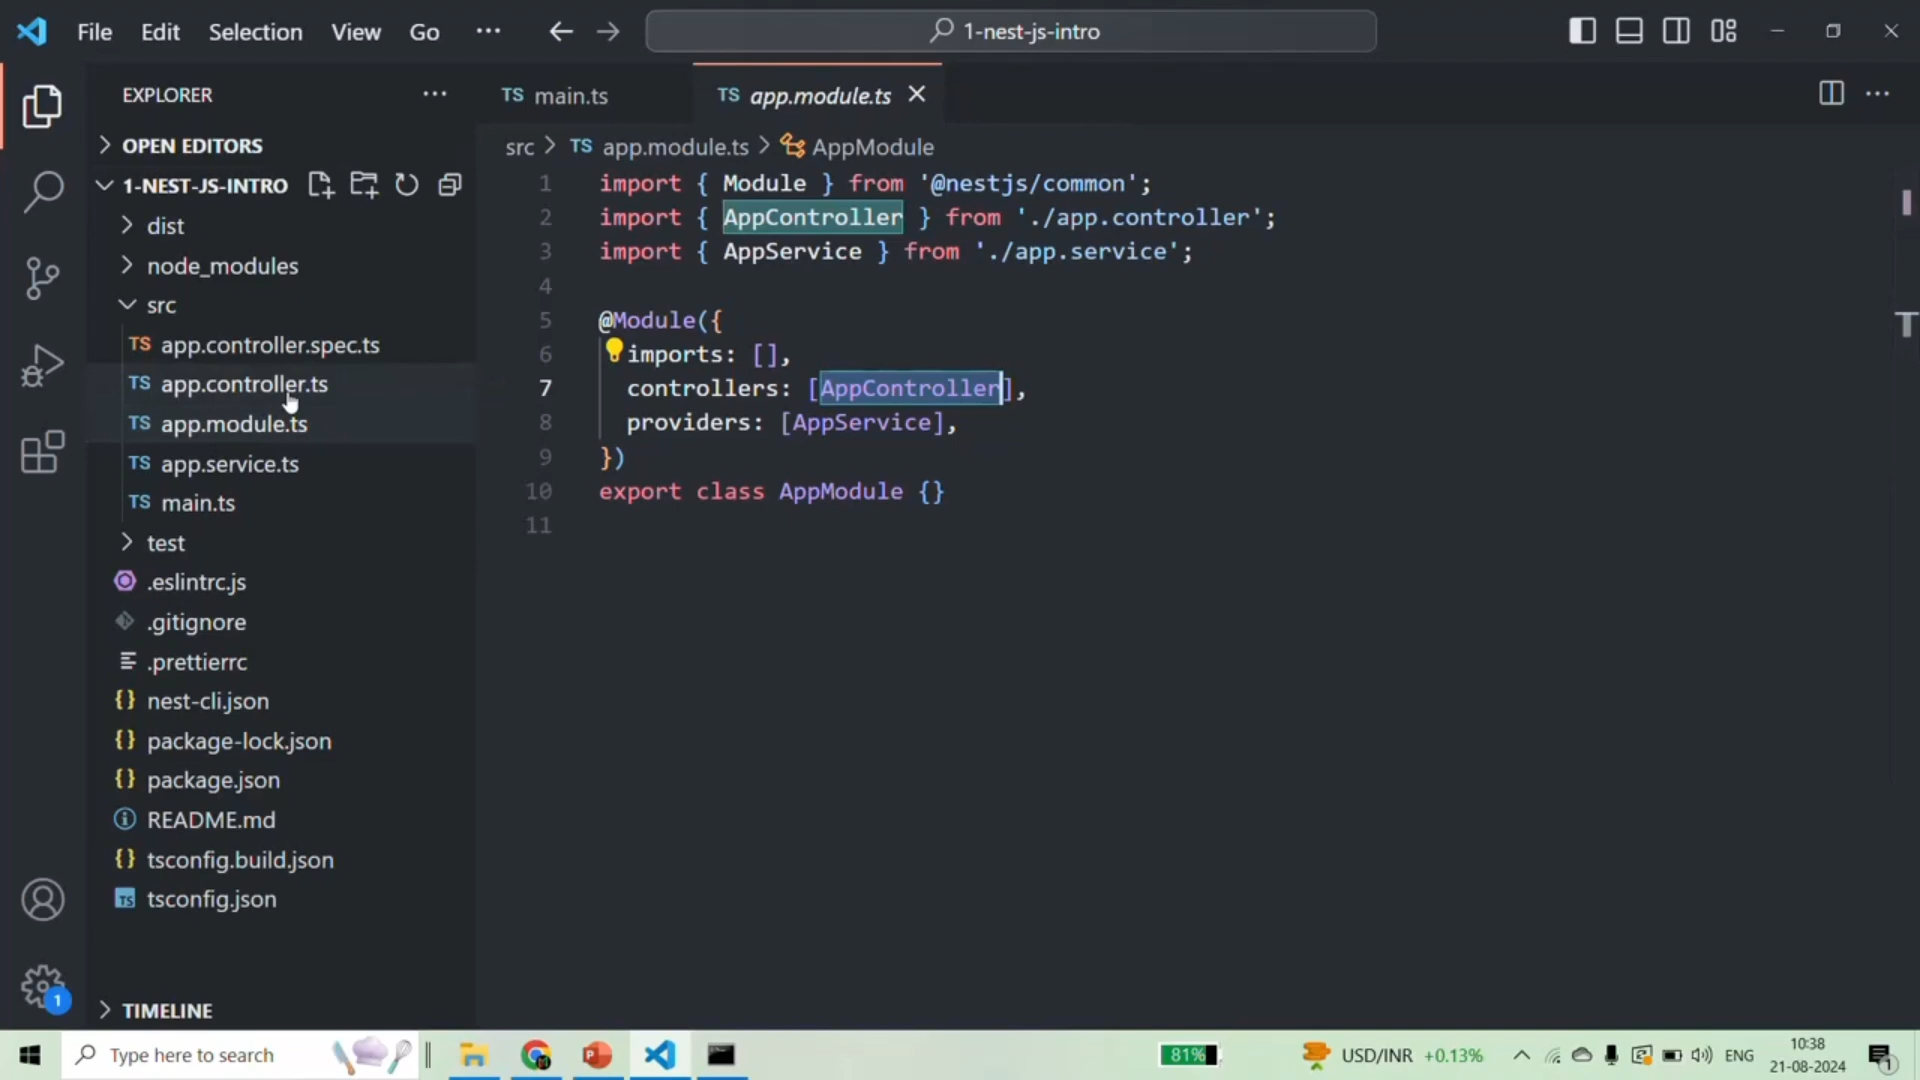 File Edit Selection View Go ··· 1-nest-js-intro
EXPLORER ···
OPEN EDITORS
1-NEST-JS-INTRO
dist
node_modules
src
TS app.controller.spec.ts
TS app.controller.ts
TS app.module.ts
TS app.service.ts
TS main.ts
test
.eslintrc.js
.gitignore
.prettierrc
{} nest-cli.json
{} package-lock.json
{} package.json
README.md
{} tsconfig.build.json
TS tsconfig.json
TIMELINE
1
TS main.ts TS app.module.ts
src > TS app.module.ts > AppModule
1 import { Module } from '@nestjs/common';
2 import { AppController } from './app.controller';
3 import { AppService } from './app.service';
4
5 @Module({
6 imports: [],
7 controllers: [AppController],
8 providers: [AppService],
9 })
10 export class AppModule {}
11
T
Type here to search
81%
USD/INR +0.13%
ENG
10:38
21-08-2024
1